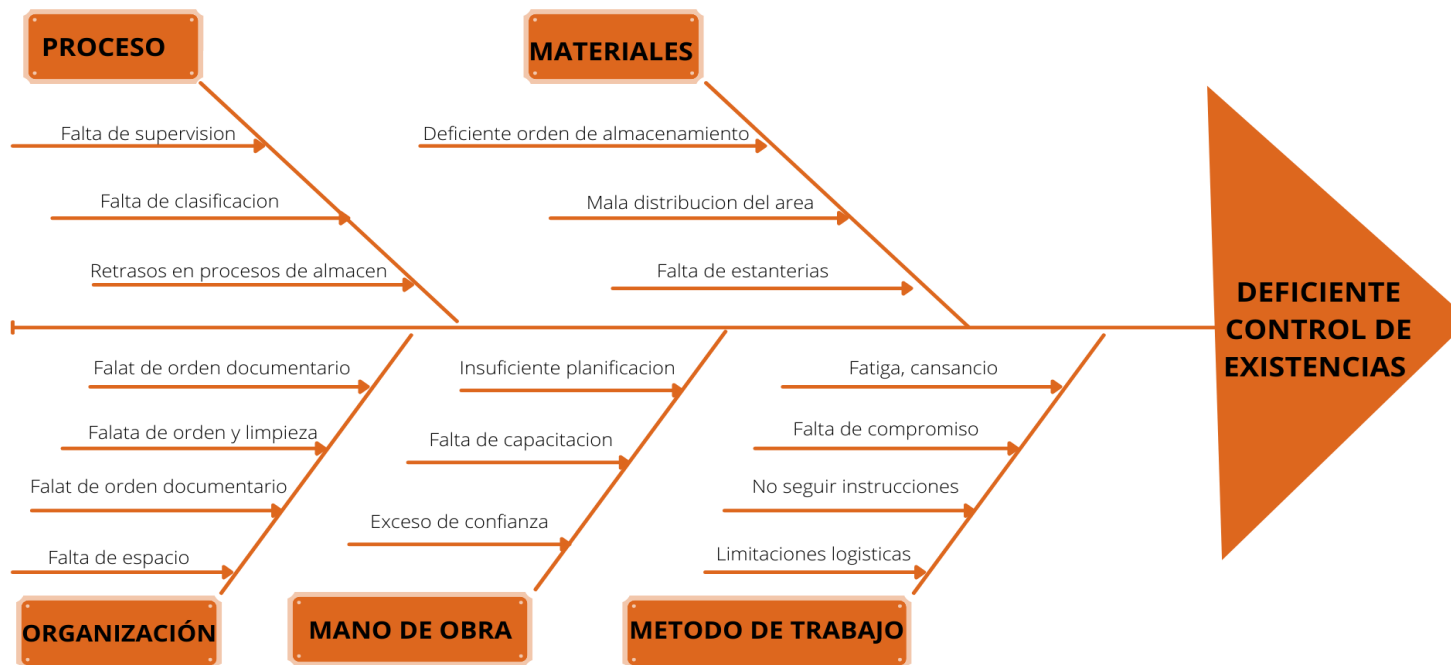 PROCESO
MATERIALES
Falta de supervision
Deficiente orden de almacenamiento
Falta de clasificacion
Mala distribucion del area
Retrasos en procesos de almacen
Falta de estanterias
DEFICIENTE
CONTROL DE
EXISTENCIAS
Falat de orden documentario
Insuficiente planificacion
Fatiga, cansancio
Falata de orden y limpieza
Falta de capacitacion
Falta de compromiso
Falat de orden documentario
No seguir instrucciones
Exceso de confianza
Falta de espacio
Limitaciones logisticas
ORGANIZACIÓN
MANO DE OBRA
METODO DE TRABAJO